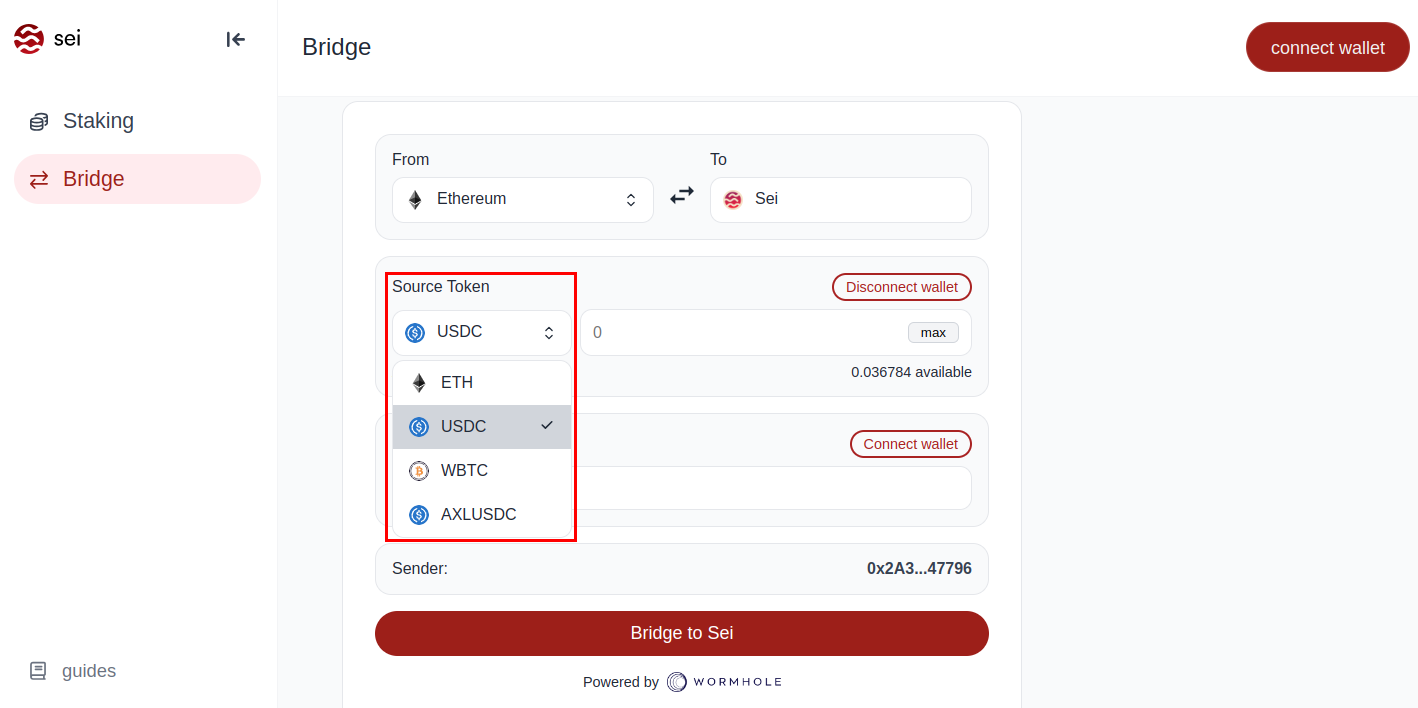 sei
Bridge
connect wallet
Staking
Bridge
From
To
Ethereum
Sei
Source Token
Disconnect wallet
USDC
0
max
0.036784 available
ETH
USDC
WBTC
AXLUSDC
Connect wallet
Sender:
0x2A3...47796
Bridge to Sei
Powered by WORMHOLE
guides